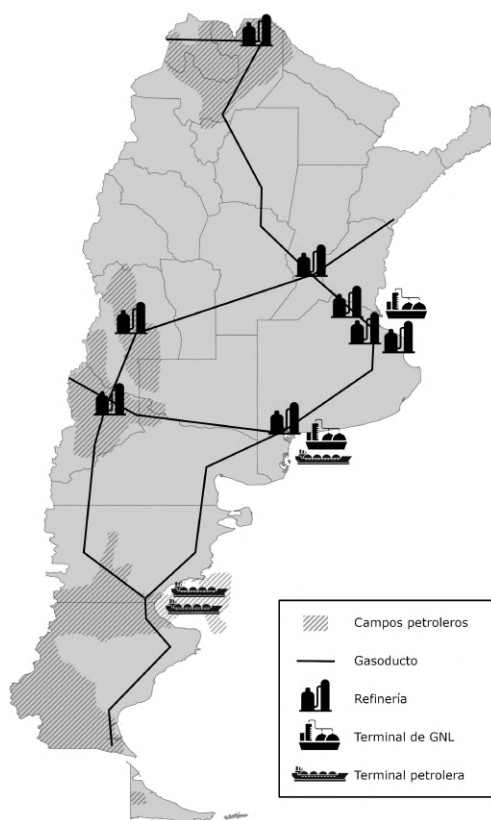 Campos petroleros
Gasoducto
Refinería
Terminal de GNL
Terminal petrolera